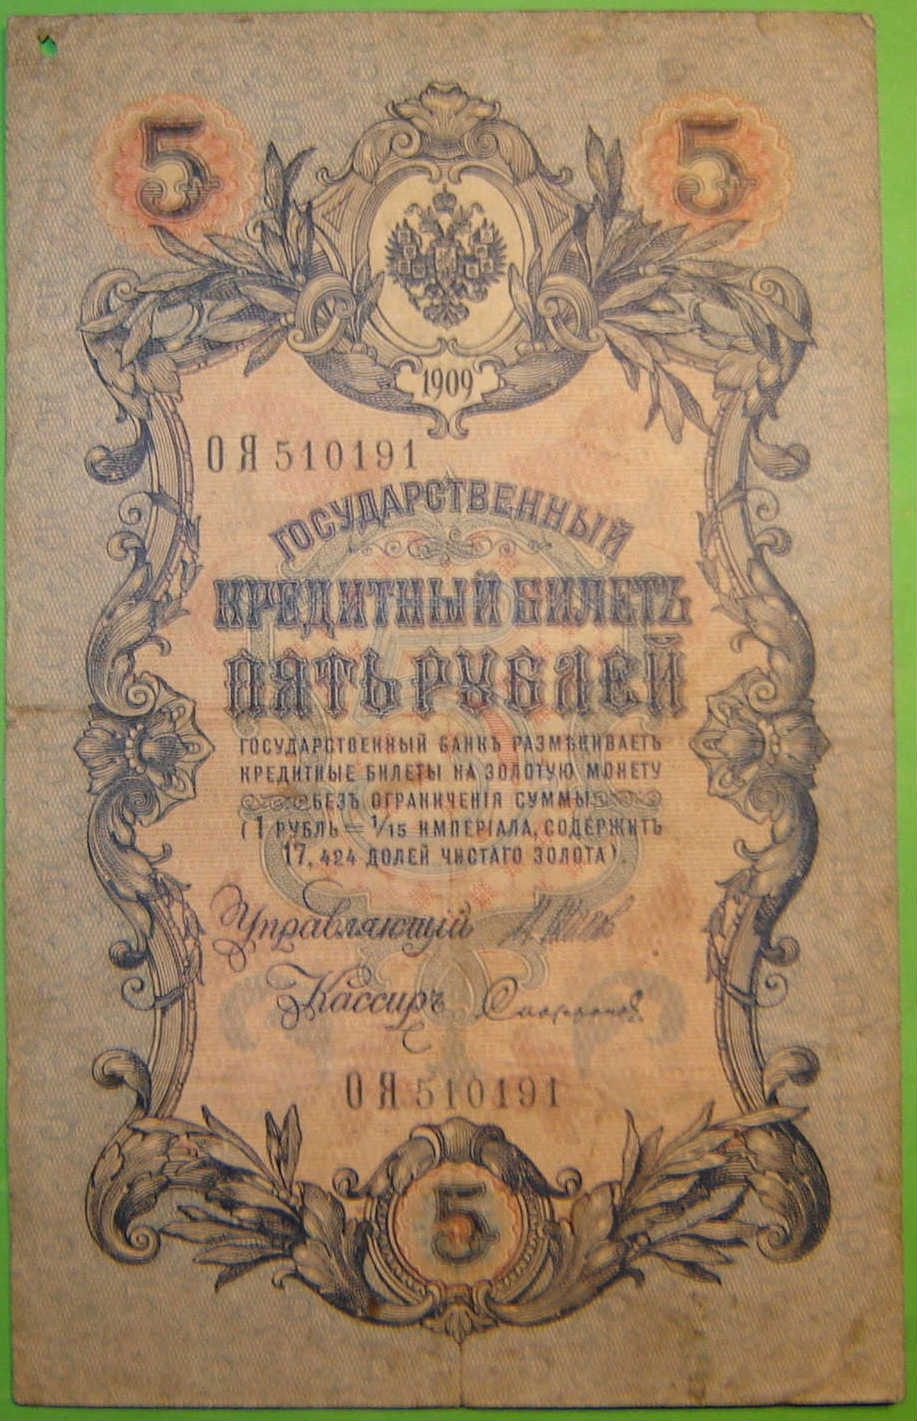 5 5
1909
ОЯ 510191
ГОСУДАРСТВЕННЫЙ
КРЕДИТНЫЙ БИЛЕТЪ
ПЯТЬ РУБЛЕЙ
ГОСУДАРСТВЕННЫЙ БАНКЪ РАЗМѢНИВАЕТЪ
КРЕДИТНЫЕ БИЛЕТЫ НА ЗОЛОТУЮ МОНЕТУ
БЕЗЪ ОГРАНИЧЕНІЯ СУММЫ
(1 РУБЛЬ = 1/15 ИМПЕРІАЛА, СОДЕРЖИТЪ
17,424 ДОЛЕЙ ЧИСТАГО ЗОЛОТА).
Управляющій
Кассиръ
ОЯ 510191
5